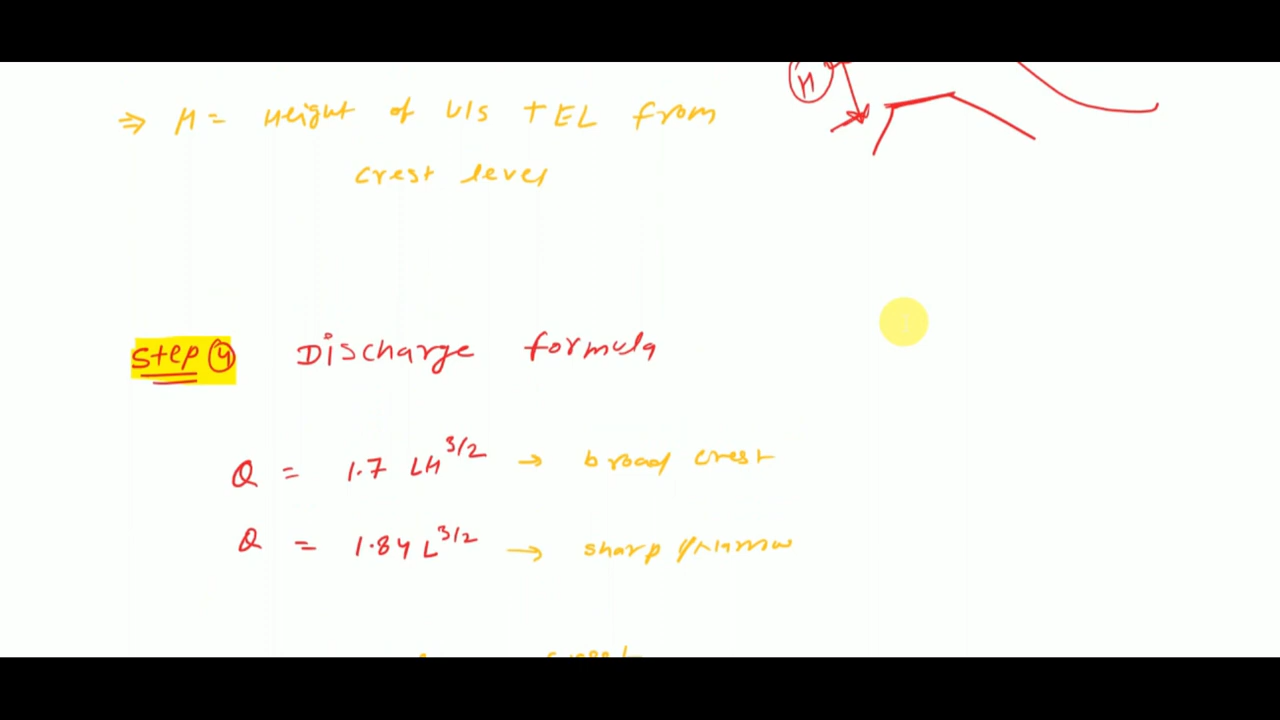 H
⇒ H = Height of U/S TEL from
crest level
Step 4 Discharge formula
Q = 1.7 LH^3/2 → broad crest
Q = 1.84 L^3/2 → sharp